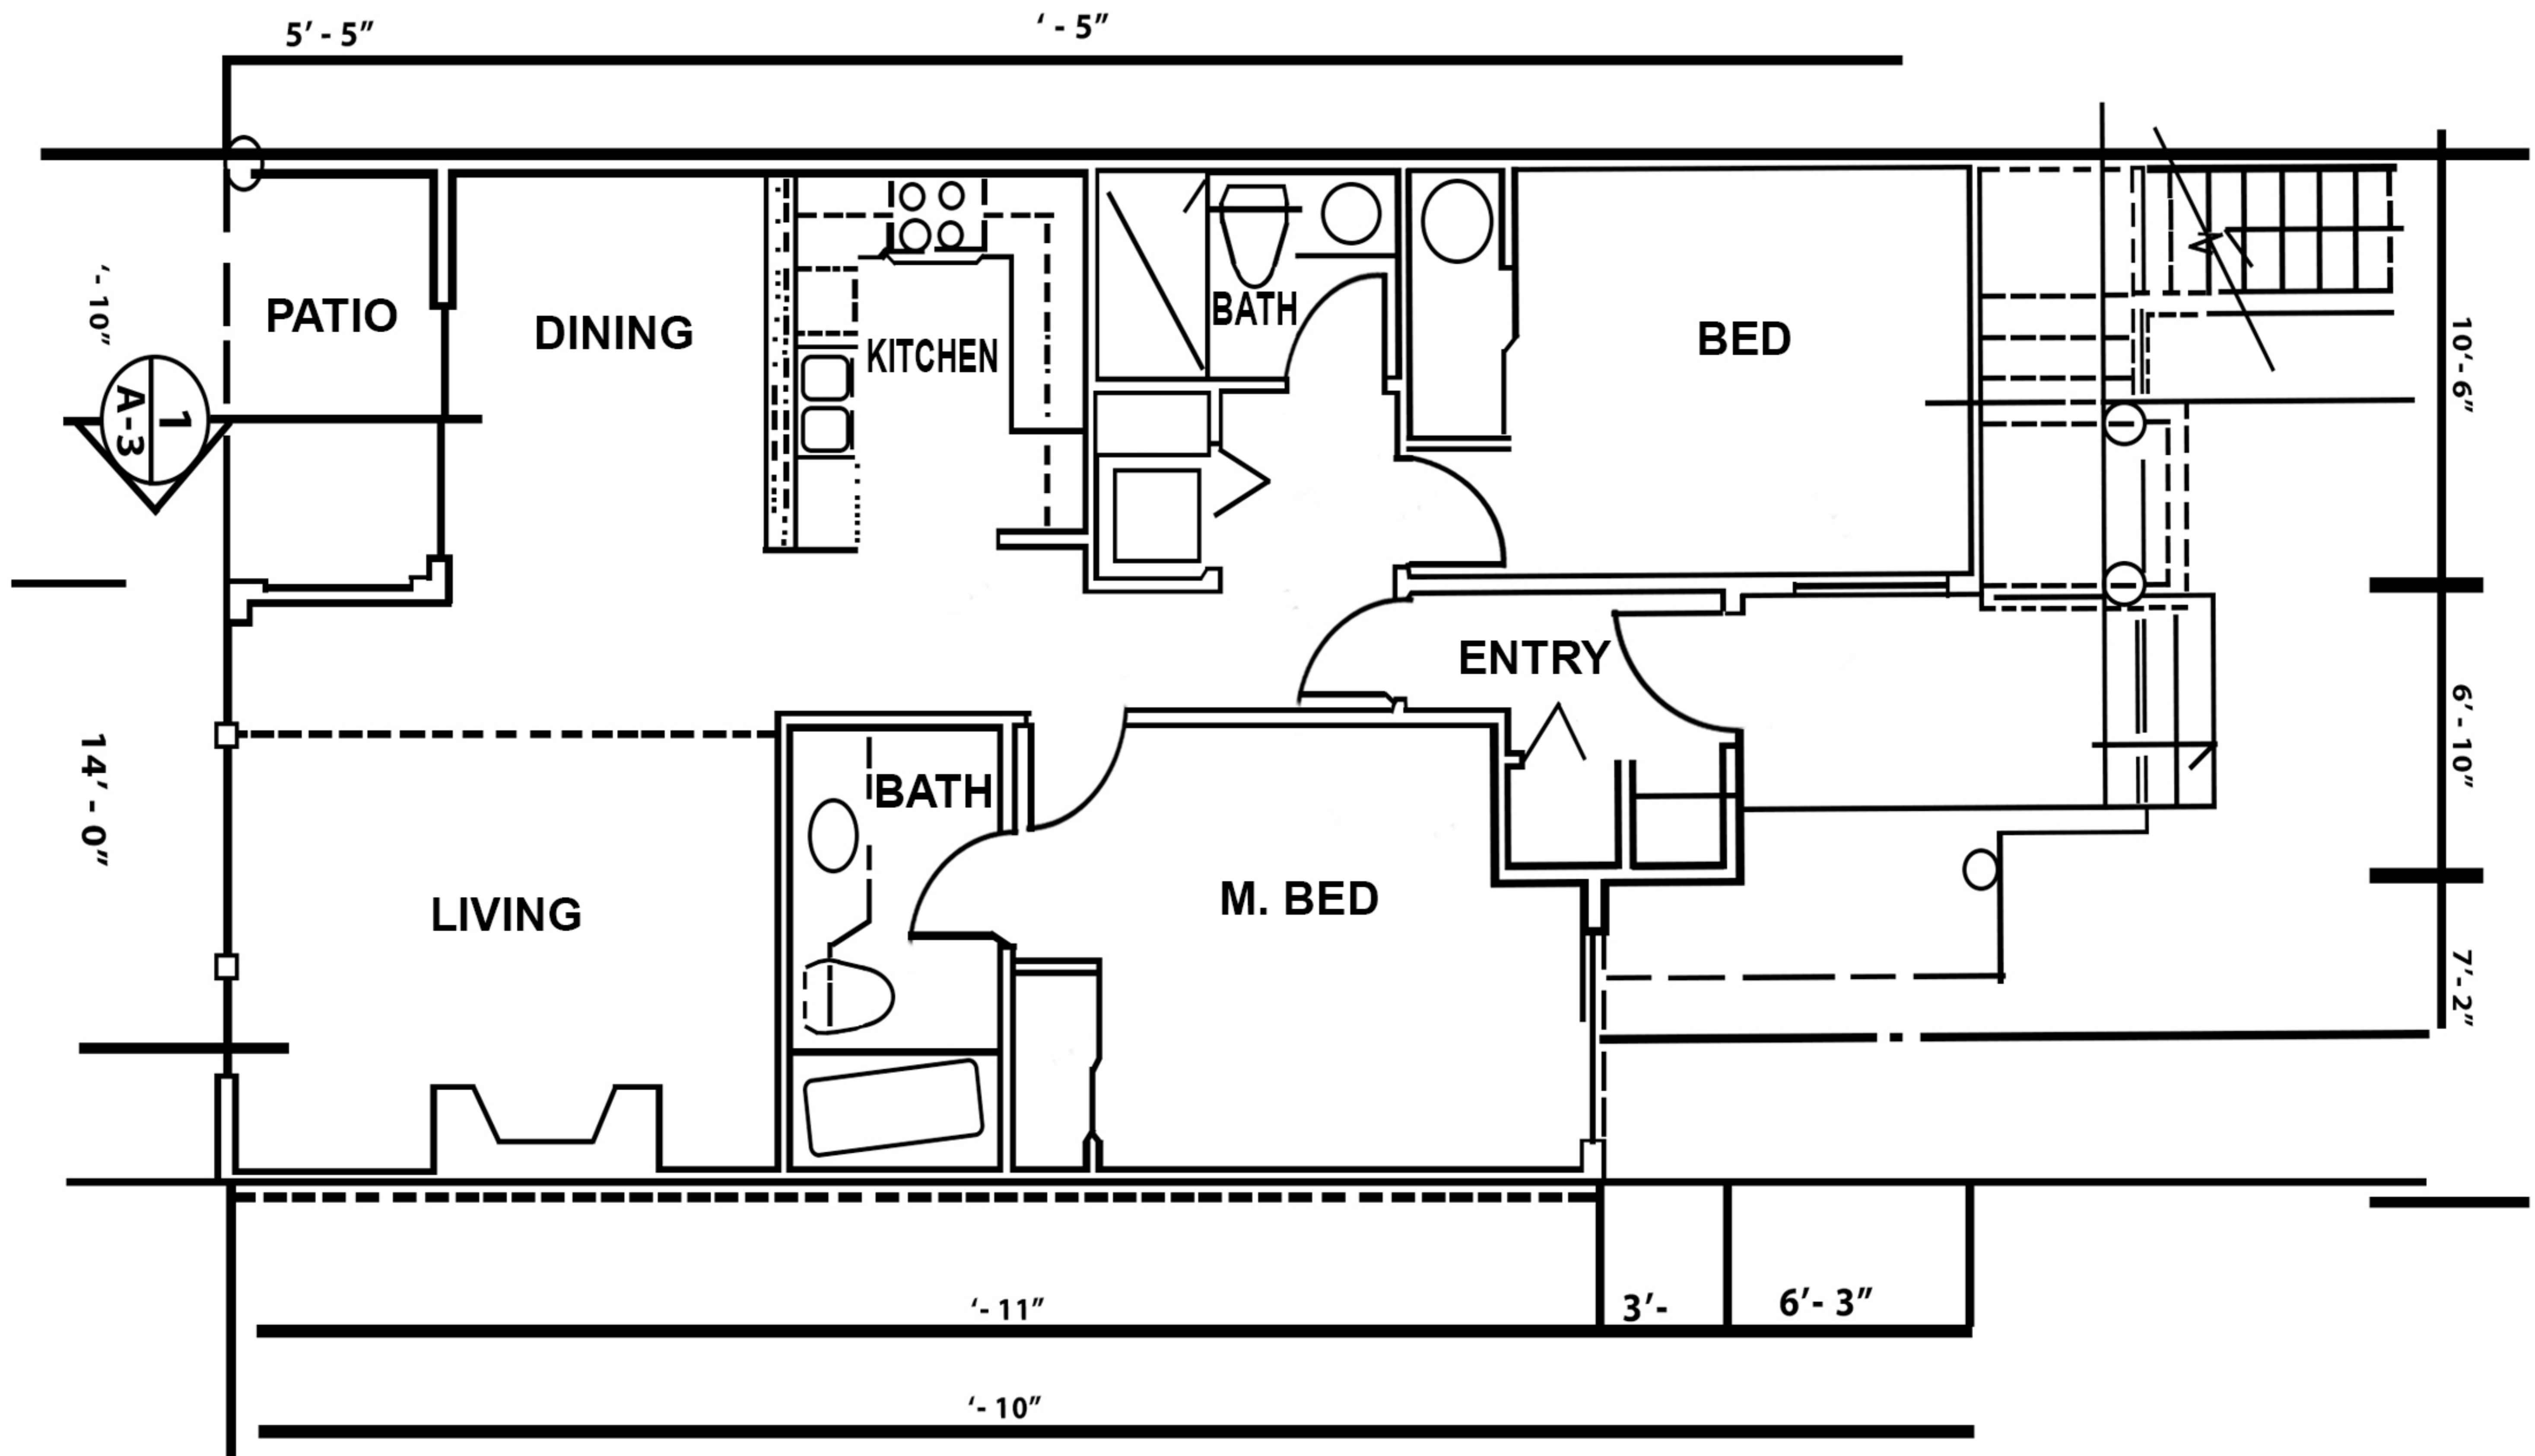 5' - 5"
' - 5"
' - 10"
PATIO
DINING
KITCHEN
BATH
BED
10' - 6"
1
A-3
ENTRY
6' - 10"
14' - 0"
BATH
LIVING
M. BED
7' - 2"
' - 11"
3' -
6' - 3"
' - 10"